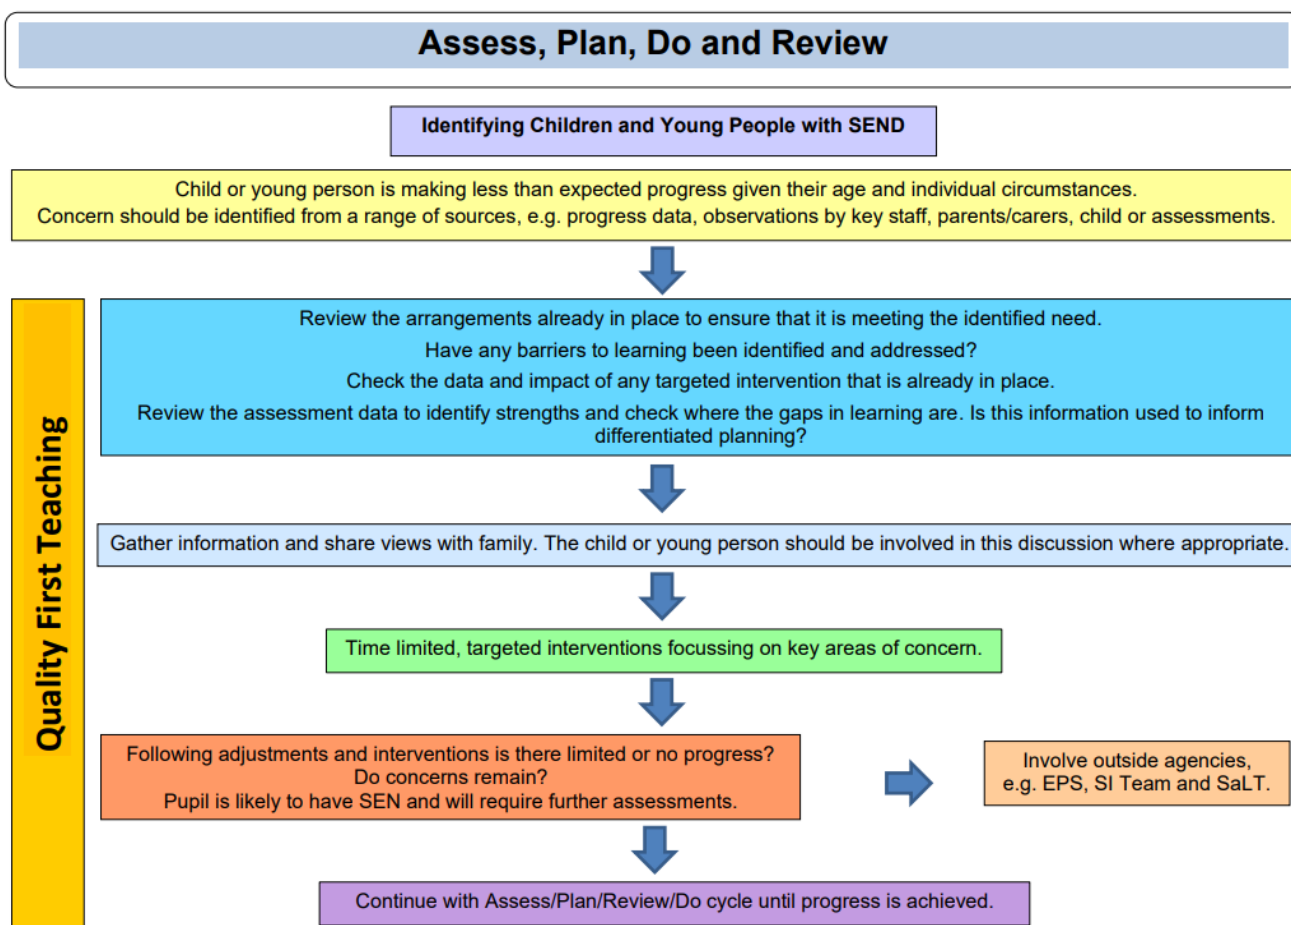 Assess, Plan, Do and Review
Identifying Children and Young People with SEND
Child or young person is making less than expected progress given their age and individual circumstances.
Concern should be identified from a range of sources, e.g. progress data, observations by key staff, parents/carers, child or assessments.
Quality First Teaching
Review the arrangements already in place to ensure that it is meeting the identified need.
Have any barriers to learning been identified and addressed?
Check the data and impact of any targeted intervention that is already in place.
Review the assessment data to identify strengths and check where the gaps in learning are. Is this information used to inform
differentiated planning?
Gather information and share views with family. The child or young person should be involved in this discussion where appropriate.
Time limited, targeted interventions focussing on key areas of concern.
Following adjustments and interventions is there limited or no progress?
Do concerns remain?
Pupil is likely to have SEN and will require further assessments.
Involve outside agencies,
e.g. EPS, SI Team and SaLT.
Continue with Assess/Plan/Review/Do cycle until progress is achieved.